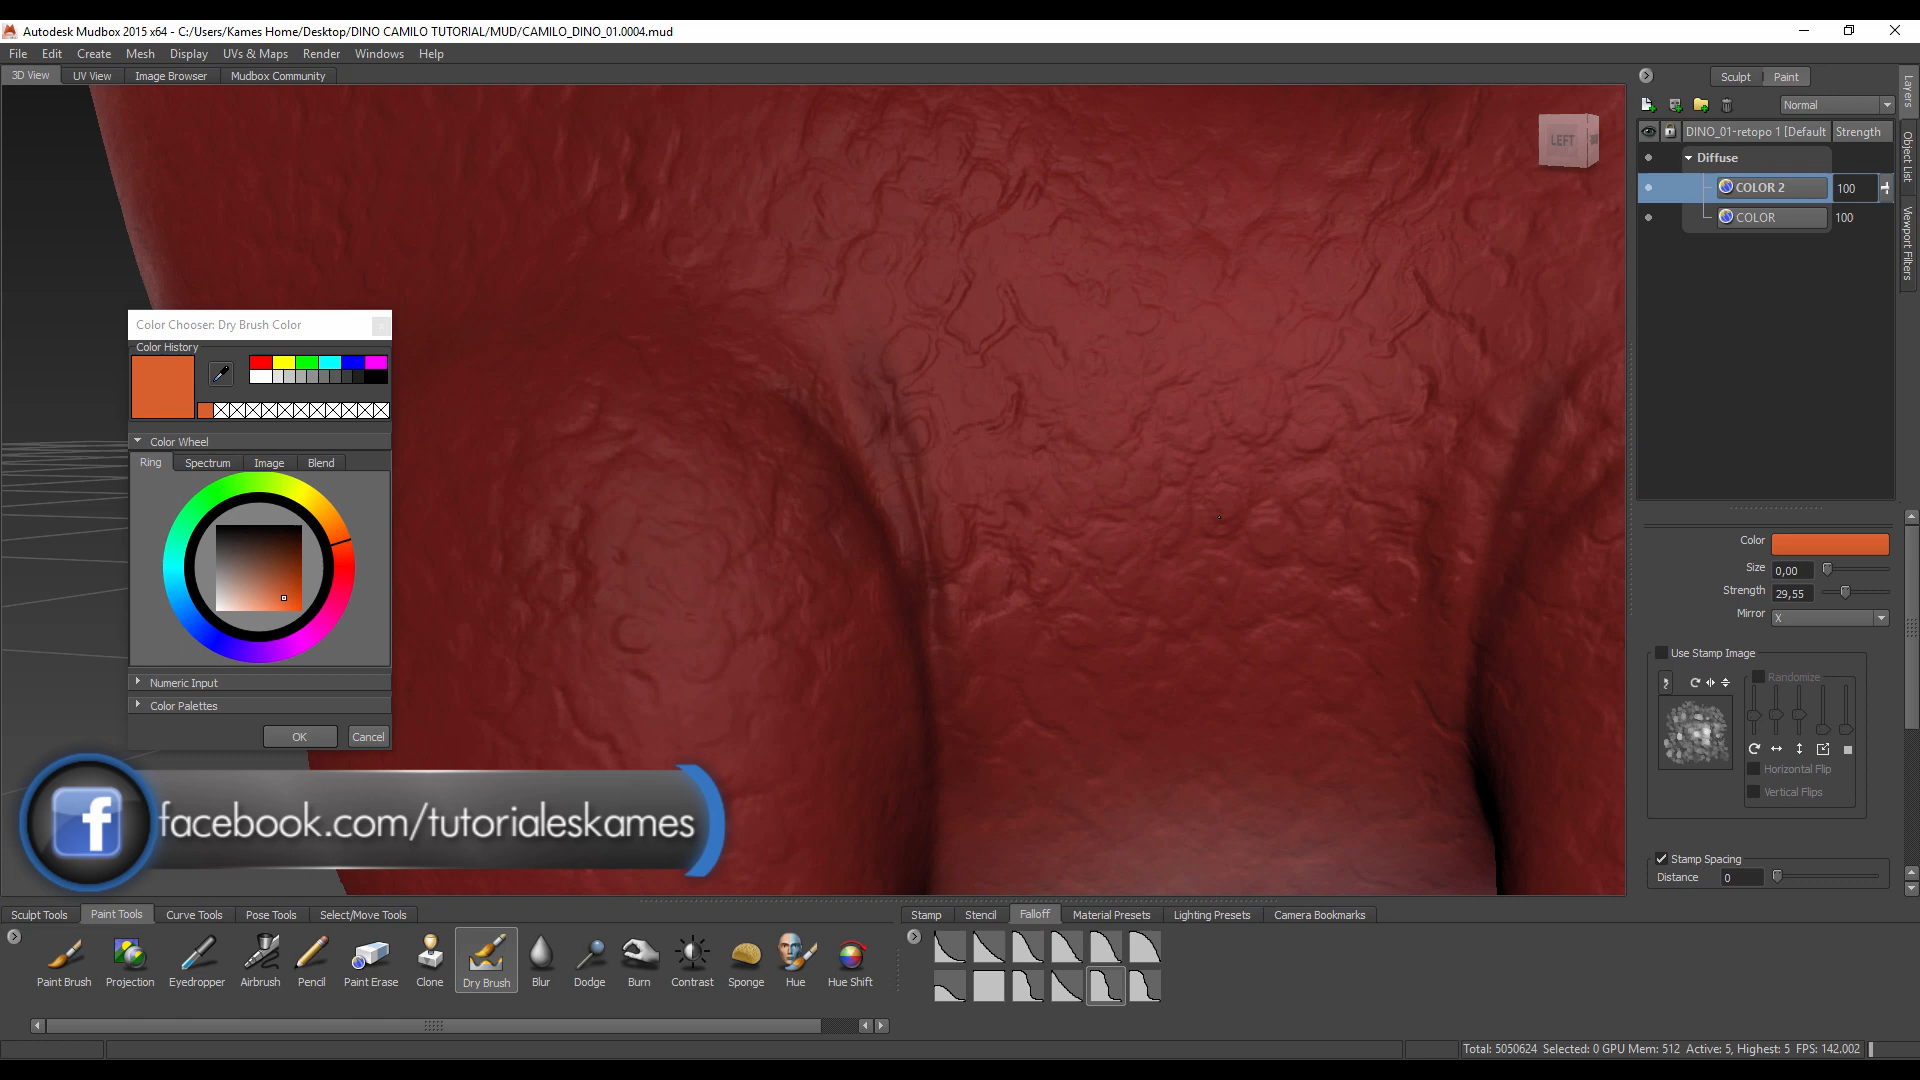 Autodesk Mudbox 2015 x64 - C:/Users/Kames Home/Desktop/DINO CAMILO TUTORIAL/MUD/CAMILO_DINO_01.0004.mud
File Edit Create Mesh Display UVs & Maps Render Windows Help
3D View UV View Image Browser Mudbox Community
Sculpt Paint
Normal
DINO_01-retopo 1 [Default Strength
Diffuse
COLOR 2 100
COLOR 100
Layers
Object List
Viewport Filters
LEFT
Color Chooser: Dry Brush Color
Color History
Color Wheel
Ring Spectrum Image Blend
Numeric Input
Color Palettes
OK Cancel
Color
Size 0,00
Strength 29,55
Mirror X
Use Stamp Image
Randomize
Horizontal Flip
Vertical Flips
Stamp Spacing
Distance 0
f facebook.com/tutorialeskames
Sculpt Tools Paint Tools Curve Tools Pose Tools Select/Move Tools
Paint Brush Projection Eyedropper Airbrush Pencil Paint Erase Clone Dry Brush Blur Dodge Burn Contrast Sponge Hue Hue Shift
Stamp Stencil Falloff Material Presets Lighting Presets Camera Bookmarks
Total: 5050624 Selected: 0 GPU Mem: 512 Active: 5, Highest: 5 FPS: 142.002